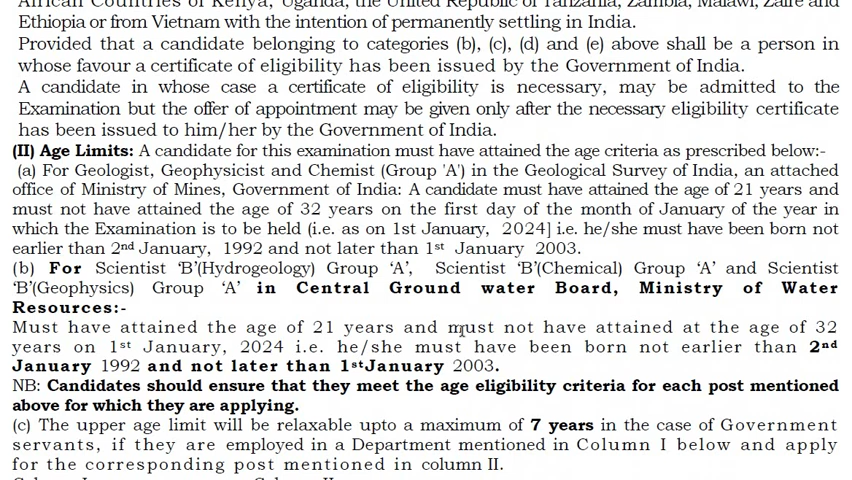 African Countries of Kenya, Uganda, the United Republic of Tanzania, Zambia, Malawi, Zaire and
Ethiopia or from Vietnam with the intention of permanently settling in India.
Provided that a candidate belonging to categories (b), (c), (d) and (e) above shall be a person in
whose favour a certificate of eligibility has been issued by the Government of India.
A candidate in whose case a certificate of eligibility is necessary, may be admitted to the
Examination but the offer of appointment may be given only after the necessary eligibility certificate
has been issued to him/her by the Government of India.
(II) Age Limits: A candidate for this examination must have attained the age criteria as prescribed below:-
(a) For Geologist, Geophysicist and Chemist (Group 'A') in the Geological Survey of India, an attached
office of Ministry of Mines, Government of India: A candidate must have attained the age of 21 years and
must not have attained the age of 32 years on the first day of the month of January of the year in
which the Examination is to be held (i.e. as on 1st January, 2024] i.e. he/she must have been born not
earlier than 2nd January, 1992 and not later than 1st January 2003.
(b) For Scientist 'B'(Hydrogeology) Group 'A', Scientist 'B'(Chemical) Group 'A' and Scientist
'B'(Geophysics) Group 'A' in Central Ground water Board, Ministry of Water
Resources:-
Must have attained the age of 21 years and must not have attained at the age of 32
years on 1st January, 2024 i.e. he/she must have been born not earlier than 2nd
January 1992 and not later than 1stJanuary 2003.
NB: Candidates should ensure that they meet the age eligibility criteria for each post mentioned
above for which they are applying.
(c) The upper age limit will be relaxable upto a maximum of 7 years in the case of Government
servants, if they are employed in a Department mentioned in Column I below and apply
for the corresponding post mentioned in column II.